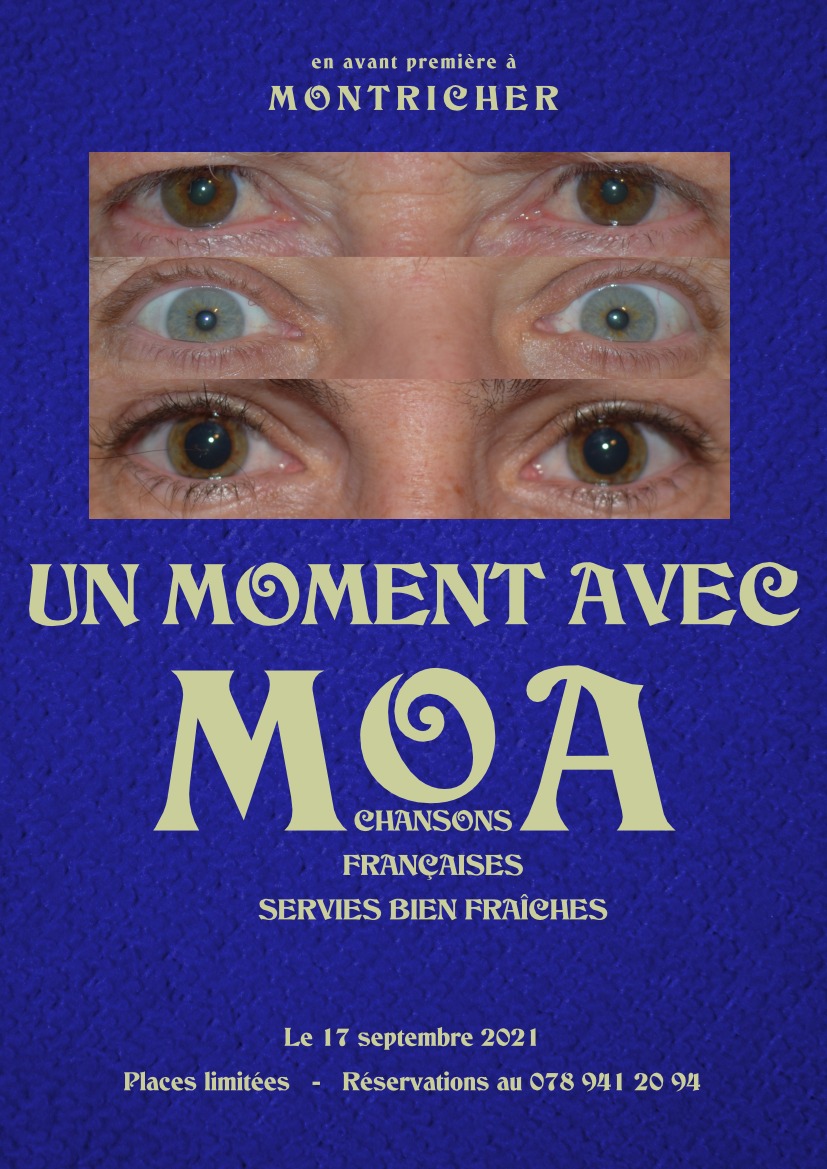 en avant première à
MONTRICHER
UN MOMENT AVEC
MOA
CHANSONS
FRANÇAISES
SERVIES BIEN FRAÎCHES
Le 17 septembre 2021
Places limitées - Réservations au 078 941 20 94